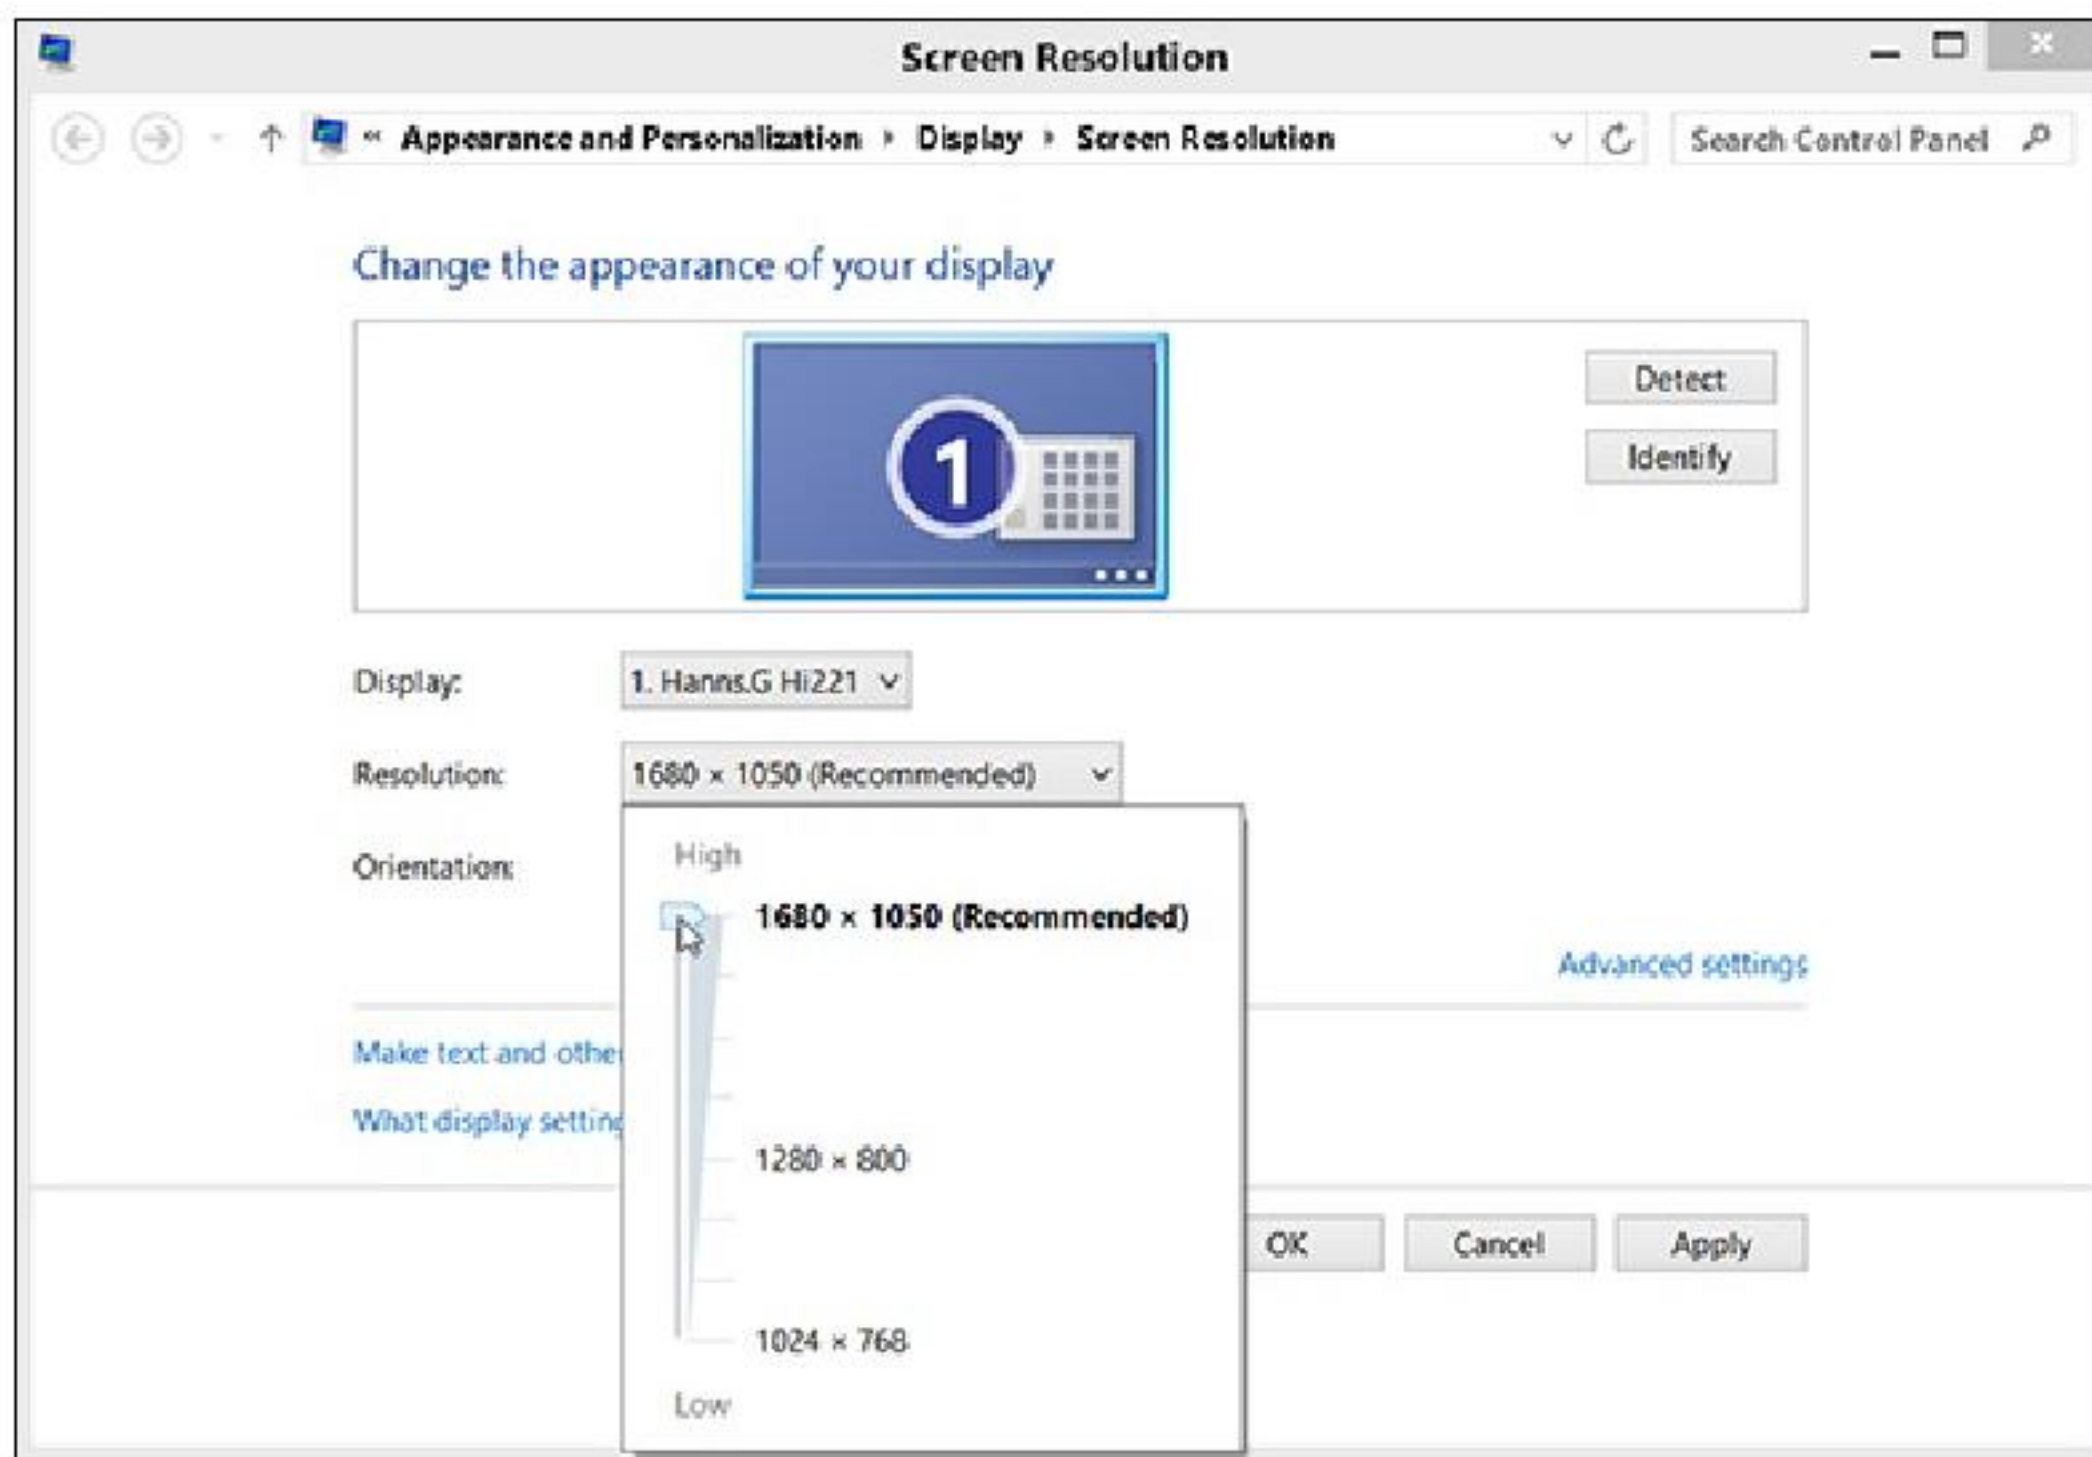 Screen Resolution
« Appearance and Personalization Display Screen Resolution
Search Control Panel
Change the appearance of your display
1
Detect
Identify
Display: 1. Hanns.G Hi221
Resolution: 1680 × 1050 (Recommended)
Orientation:
High
1680 × 1050 (Recommended)
Advanced settings
Make text and other
What display setting
1280 × 800
OK Cancel Apply
1024 × 768
Low